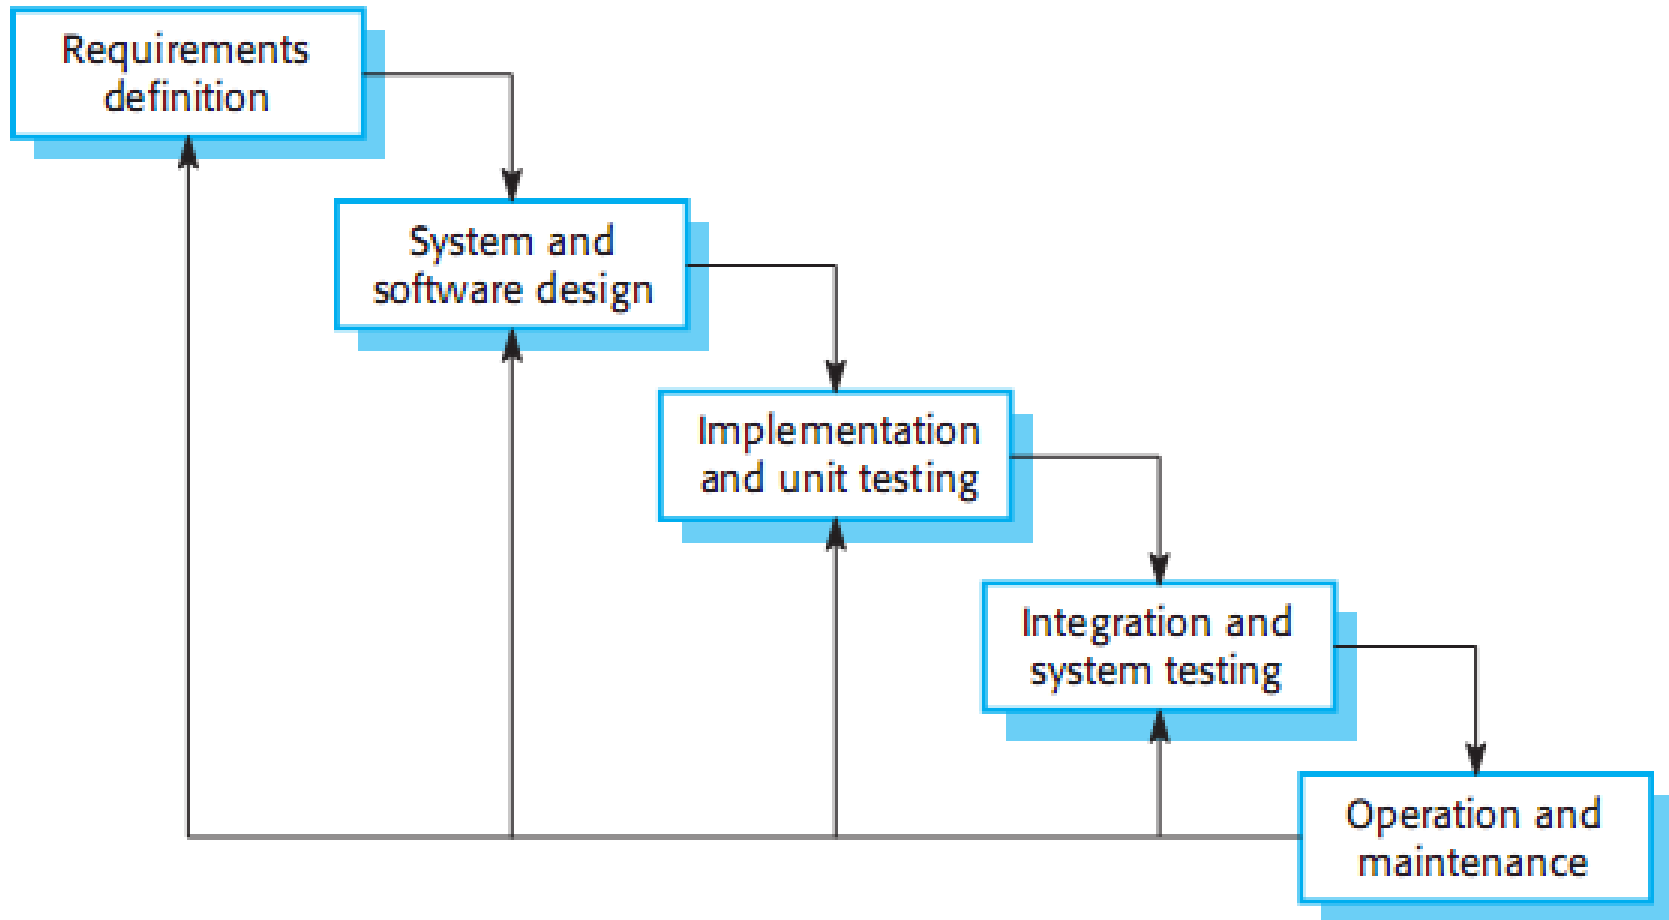 Requirements
definition
System and
software design
Implementation
and unit testing
Integration and
system testing
Operation and
maintenance